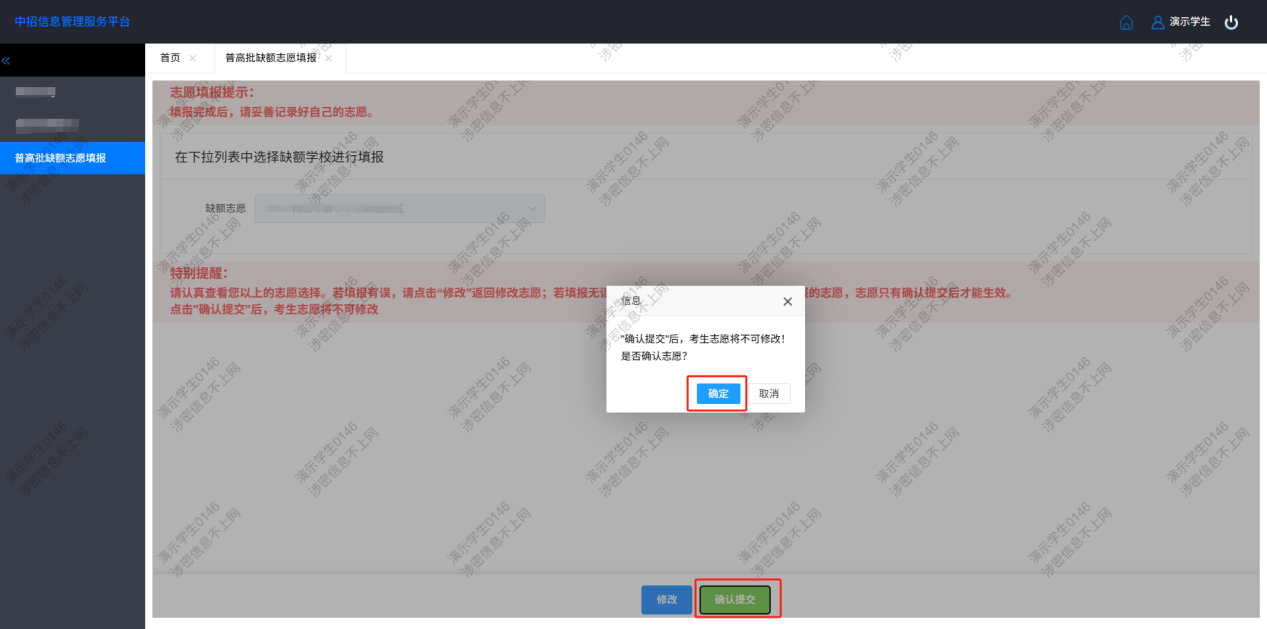 中招信息管理服务平台
演示学生
首页
普高批缺额志愿填报
普高批缺额志愿填报
志愿填报提示：
填报完成后，请妥善记录好自己的志愿。
在下拉列表中选择缺额学校进行填报
缺额志愿
特别提醒：
请认真查看您以上的志愿选择。若填报有误，请点击“修改”返回修改志愿；若填报无
的志愿，志愿只有确认提交后才能生效。
点击"确认提交"后，考生志愿将不可修改
信息
"确认提交"后，考生志愿将不可修改！
是否确认志愿？
确定
取消
修改
确认提交
演示学生0146
涉密信息不上网